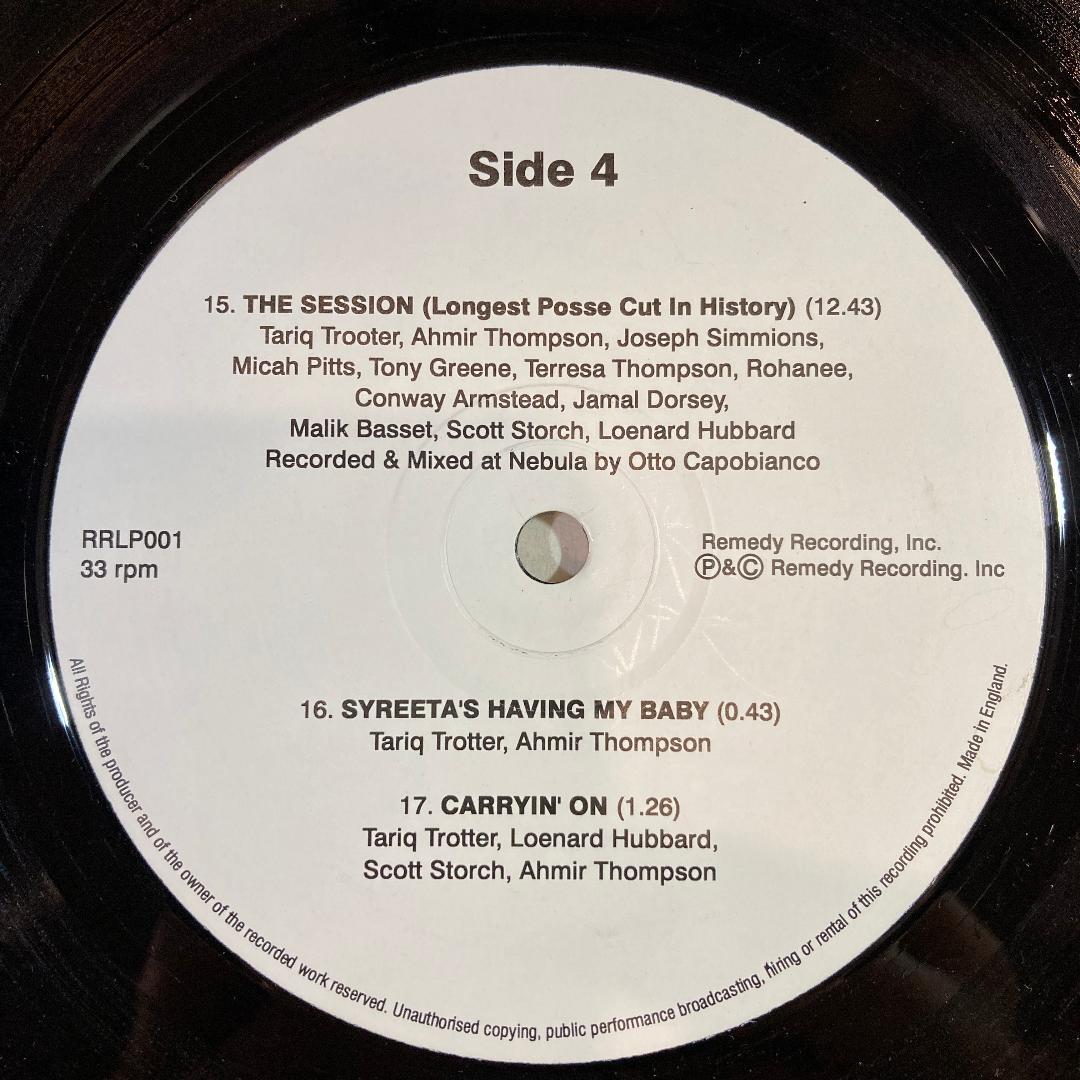 Side 4
15. THE SESSION (Longest Posse Cut In History) (12.43)
Tariq Trooter, Ahmir Thompson, Joseph Simmions,
Micah Pitts, Tony Greene, Terresa Thompson, Rohanee,
Conway Armstead, Jamal Dorsey,
Malik Basset, Scott Storch, Loenard Hubbard
Recorded & Mixed at Nebula by Otto Capobianco
RRLP001
33 rpm
Remedy Recording, Inc.
Ⓟ&Ⓒ Remedy Recording. Inc
16. SYREETA'S HAVING MY BABY (0.43)
Tariq Trotter, Ahmir Thompson
17. CARRYIN' ON (1.26)
Tariq Trotter, Loenard Hubbard,
Scott Storch, Ahmir Thompson
All Rights of the producer and of the owner of the recorded work reserved. Unauthorised copying, public performance broadcasting, hiring or rental of this recording prohibited. Made in England.